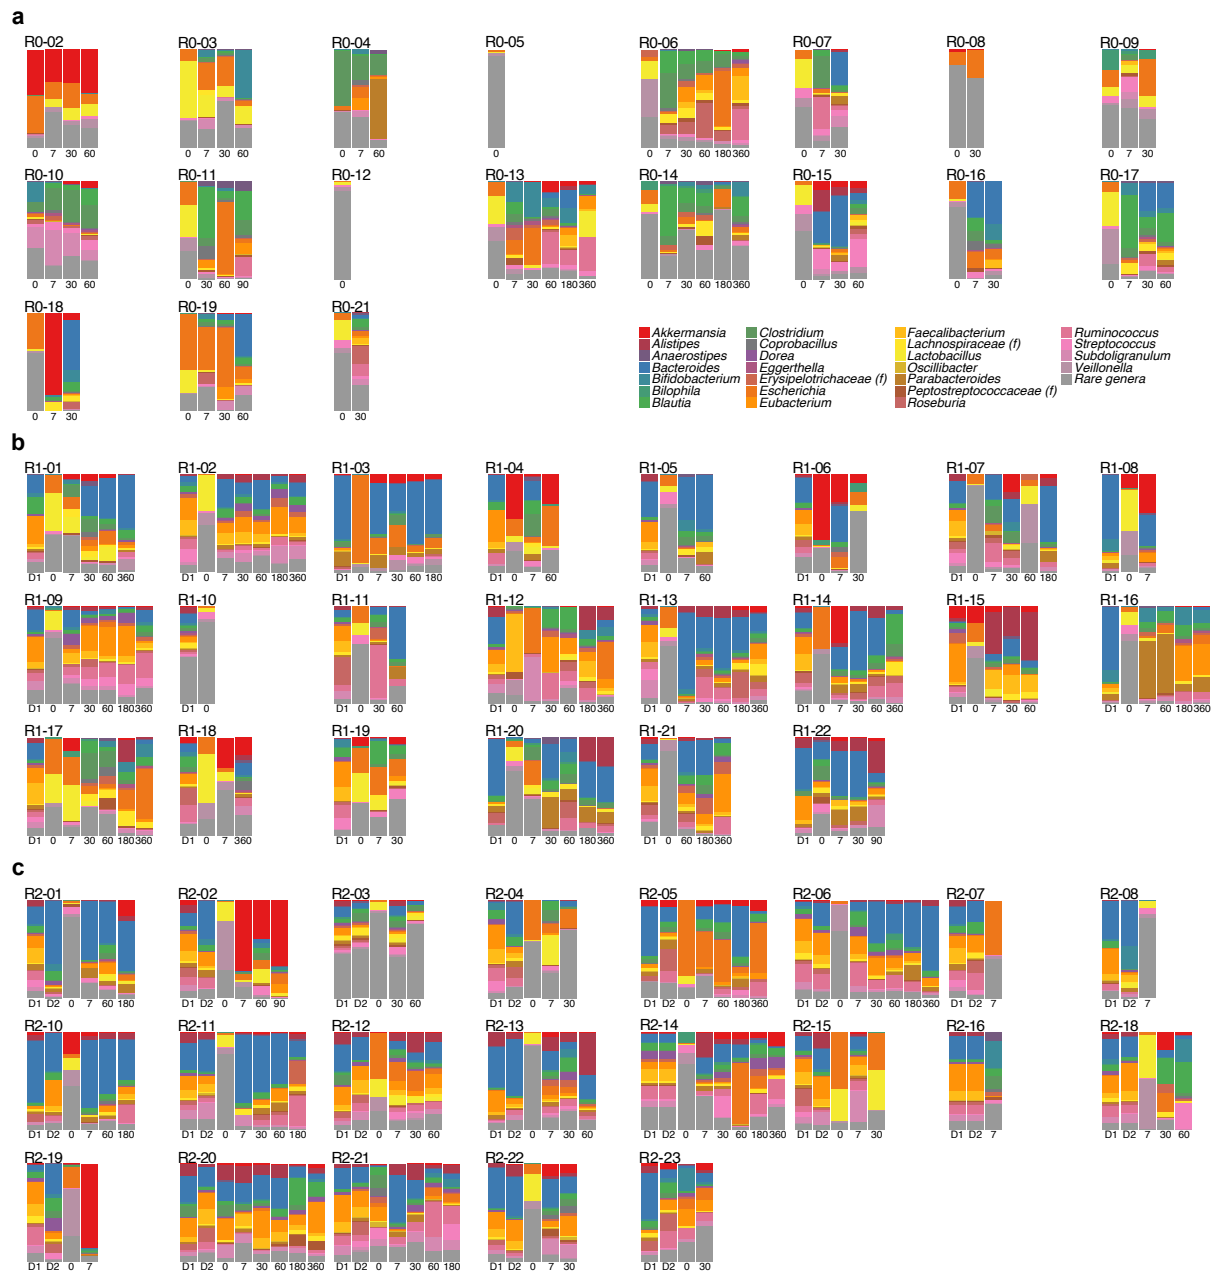 a
R0-02 R0-03 R0-04 R0-05 R0-06 R0-07 R0-08 R0-09
0 7 30 60 0 7 30 60 0 7 60 0 0 7 30 60 180 360 0 7 30 0 30 0 7 30
R0-10 R0-11 R0-12 R0-13 R0-14 R0-15 R0-16 R0-17
0 7 30 60 0 30 60 90 0 0 7 30 60 180 360 0 7 30 60 180 360 0 7 30 60 0 7 30 0 7 30 60
R0-18 R0-19 R0-21
0 7 30 0 7 30 60 0 30
Akkermansia Clostridium Faecalibacterium Ruminococcus
Alistipes Coprobacillus Lachnospiraceae (f) Streptococcus
Anaerostipes Dorea Lactobacillus Subdoligranulum
Bacteroides Eggerthella Oscillibacter Veillonella
Bifidobacterium Erysipelotrichaceae (f) Parabacteroides Rare genera
Bilophila Escherichia Peptostreptococcaceae (f)
Blautia Eubacterium Roseburia
b
R1-01 R1-02 R1-03 R1-04 R1-05 R1-06 R1-07 R1-08
D1 0 7 30 60 360 D1 0 7 30 60 180 360 D1 0 7 30 60 180 D1 0 7 60 D1 0 7 60 D1 0 7 30 D1 0 7 30 60 180 D1 0 7
R1-09 R1-10 R1-11 R1-12 R1-13 R1-14 R1-15 R1-16
D1 0 7 30 60 180 360 D1 0 D1 0 30 60 D1 0 7 30 60 180 360 D1 0 7 30 60 180 360 D1 0 7 30 60 360 D1 0 7 30 60 D1 0 7 60 180 360
R1-17 R1-18 R1-19 R1-20 R1-21 R1-22
D1 0 7 30 60 180 360 D1 0 7 360 D1 0 7 30 D1 0 7 30 60 180 360 D1 0 60 180 360 D1 0 7 30 90
c
R2-01 R2-02 R2-03 R2-04 R2-05 R2-06 R2-07 R2-08
D1 D2 0 7 60 180 D1 D2 0 7 60 90 D1 D2 0 30 60 D1 D2 0 7 30 D1 D2 0 7 60 180 360 D1 D2 0 7 30 60 180 360 D1 D2 7 D1 D2 7
R2-10 R2-11 R2-12 R2-13 R2-14 R2-15 R2-16 R2-18
D1 D2 0 7 60 180 D1 D2 0 7 30 60 180 D1 D2 0 7 30 60 D1 D2 0 7 30 60 D1 D2 0 7 30 60 180 360 D1 D2 0 7 30 D1 D2 7 D1 D2 7 30 60
R2-19 R2-20 R2-21 R2-22 R2-23
D1 D2 0 7 D1 D2 0 7 30 60 180 360 D1 D2 0 7 30 60 180 D1 D2 0 7 30 D1 D2 0 30